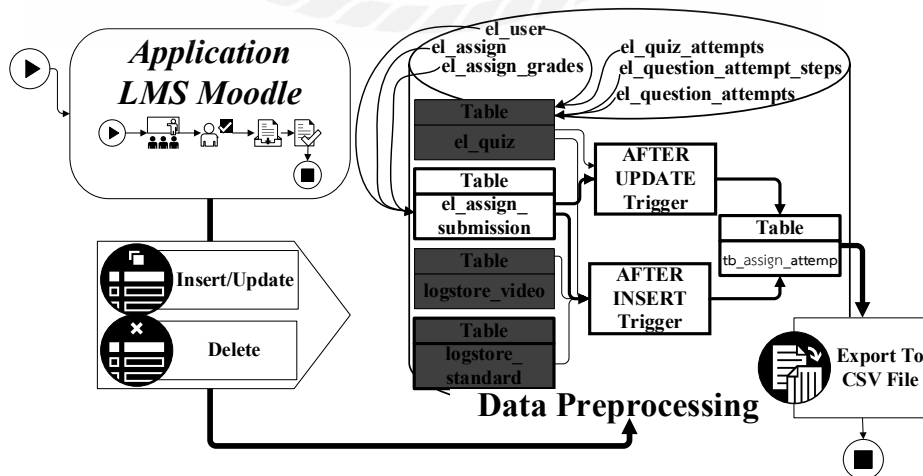 Application
LMS Moodle
Insert/Update
Delete
el_user
el_assign
el_assign_grades
el_quiz_attempts
el_question_attempt_steps
el_question_attempts
Table
el_quiz
Table
el_assign_
submission
Table
logstore_video
Table
logstore_
standard
AFTER
UPDATE
Trigger
AFTER
INSERT
Trigger
Table
tb_assign_attemp
Data Preprocessing
Export To
CSV File